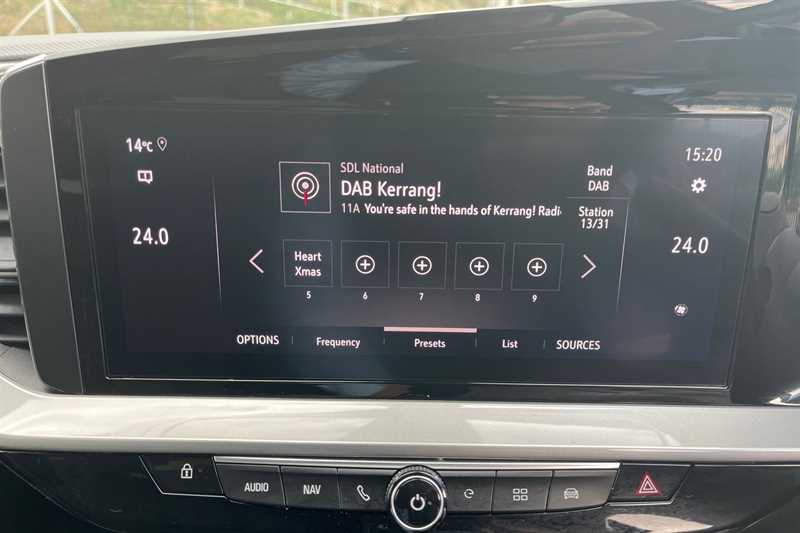 14°C
15:20
SDL National
DAB Kerrang!
11A You're safe in the hands of Kerrang! Radi
Band
DAB
Station
13/31
24.0
24.0
Heart
Xmas
5
6
7
8
9
OPTIONS
Frequency
Presets
List
SOURCES
AUDIO
NAV